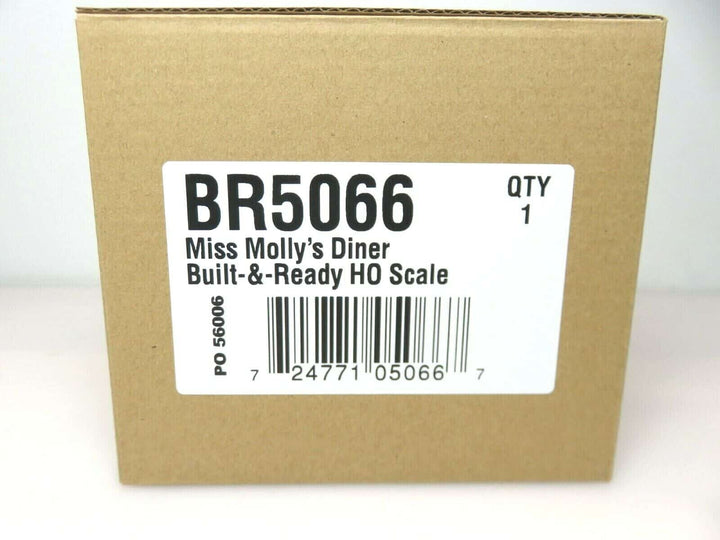 BR5066
QTY
1
Miss Molly's Diner
Built-&-Ready HO Scale
PO 56006
7 24771 05066 7